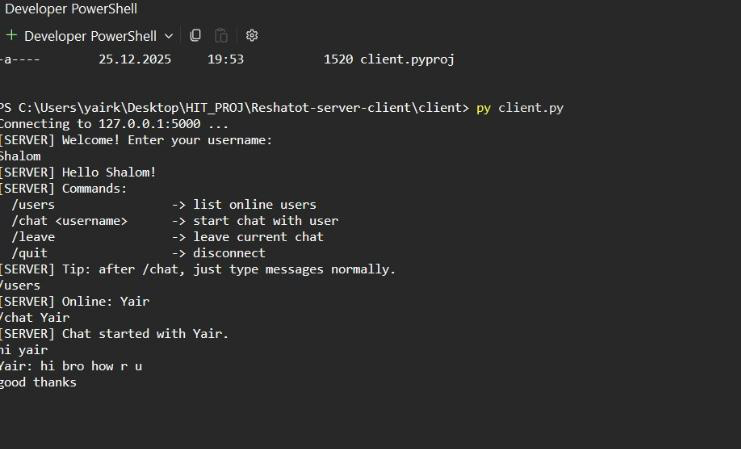 Developer PowerShell
+ Developer PowerShell
-a---- 25.12.2025 19:53 1520 client.pyproj
PS C:\Users\yairk\Desktop\HIT_PROJ\Reshatot-server-client\client> py client.py
Connecting to 127.0.0.1:5000 ...
[SERVER] Welcome! Enter your username:
Shalom
[SERVER] Hello Shalom!
[SERVER] Commands:
/users -> list online users
/chat <username> -> start chat with user
/leave -> leave current chat
/quit -> disconnect
[SERVER] Tip: after /chat, just type messages normally.
/users
[SERVER] Online: Yair
/chat Yair
[SERVER] Chat started with Yair.
hi yair
Yair: hi bro how r u
good thanks